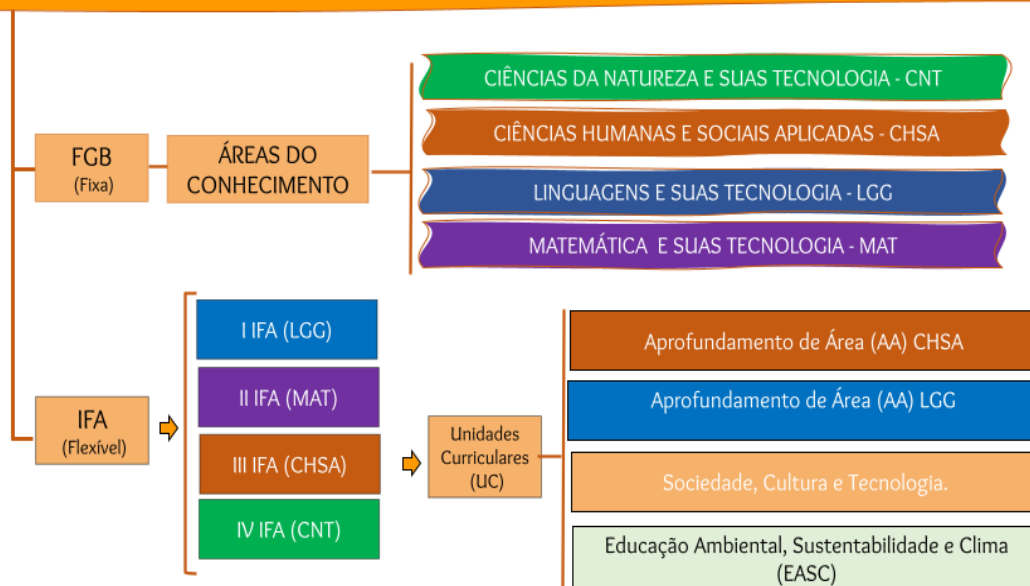 CIÊNCIAS DA NATUREZA E SUAS TECNOLOGIA - CNT
FGB
(Fixa)
ÁREAS DO
CONHECIMENTO
CIÊNCIAS HUMANAS E SOCIAIS APLICADAS - CHSA
LINGUAGENS E SUAS TECNOLOGIA - LGG
MATEMÁTICA E SUAS TECNOLOGIA - MAT
IFA
(Flexível)
I IFA (LGG)
II IFA (MAT)
III IFA (CHSA)
IV IFA (CNT)
Unidades
Curriculares
(UC)
Aprofundamento de Área (AA) CHSA
Aprofundamento de Área (AA) LGG
Sociedade, Cultura e Tecnologia.
Educação Ambiental, Sustentabilidade e Clima
(EASC)